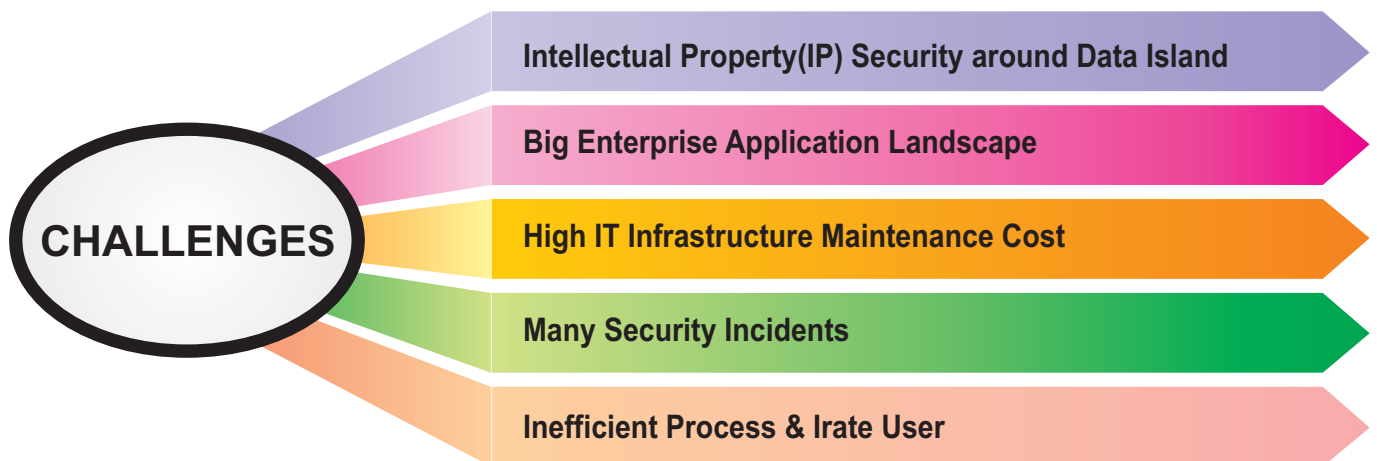 CHALLENGES
Intellectual Property(IP) Security around Data Island
Big Enterprise Application Landscape
High IT Infrastructure Maintenance Cost
Many Security Incidents
Inefficient Process & Irate User